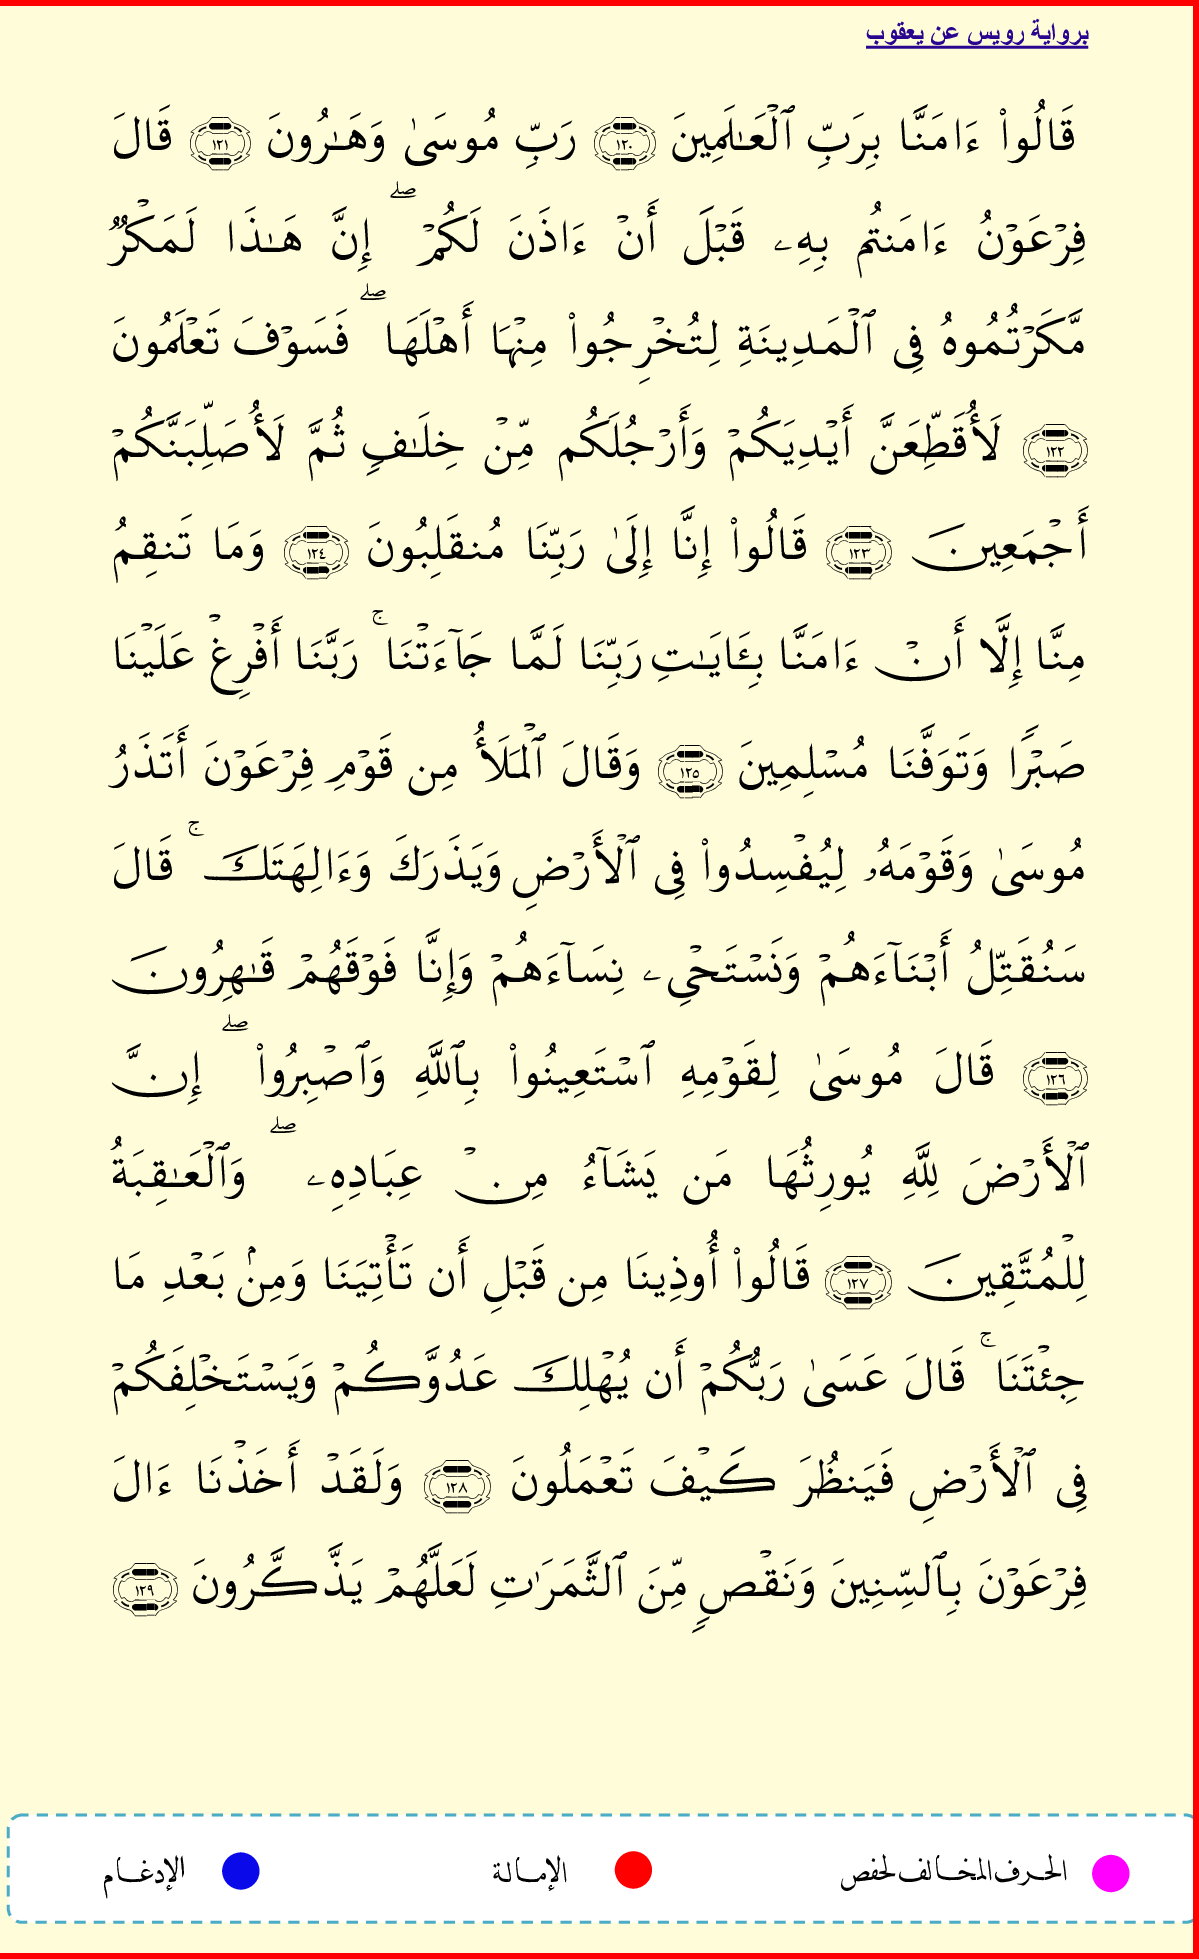 برواية رويس عن يعقوب
قَالُوا۟ ءَامَنَّا بِرَبِّ ٱلْعَـٰلَمِينَ ١٢٠ رَبِّ مُوسَىٰ وَهَـٰرُونَ ١٢١ قَالَ
فِرْعَوْنُ ءَامَنتُم بِهِۦ قَبْلَ أَنْ ءَاذَنَ لَكُمْ ۖ إِنَّ هَـٰذَا لَمَكْرٌ
مَّكَرْتُمُوهُ فِى ٱلْمَدِينَةِ لِتُخْرِجُوا۟ مِنْهَا أَهْلَهَا ۖ فَسَوْفَ تَعْلَمُونَ
١٢٢ لَأُقَطِّعَنَّ أَيْدِيَكُمْ وَأَرْجُلَكُم مِّنْ خِلَـٰفٍ ثُمَّ لَأُصَلِّبَنَّكُمْ
أَجْمَعِينَ ١٢٣ قَالُوا۟ إِنَّا إِلَىٰ رَبِّنَا مُنقَلِبُونَ ١٢٤ وَمَا تَنقِمُ
مِنَّا إِلَّا أَنْ ءَامَنَّا بِـَٔايَـٰتِ رَبِّنَا لَمَّا جَآءَتْنَا ۚ رَبَّنَا أَفْرِغْ عَلَيْنَا
صَبْرًا وَتَوَفَّنَا مُسْلِمِينَ ١٢٥ وَقَالَ ٱلْمَلَأُ مِن قَوْمِ فِرْعَوْنَ أَتَذَرُ
مُوسَىٰ وَقَوْمَهُۥ لِيُفْسِدُوا۟ فِى ٱلْأَرْضِ وَيَذَرَكَ وَءَالِهَتَكَ ۚ قَالَ
سَنُقَتِّلُ أَبْنَآءَهُمْ وَنَسْتَحْىِۦ نِسَآءَهُمْ وَإِنَّا فَوْقَهُمْ قَـٰهِرُونَ
١٢٦ قَالَ مُوسَىٰ لِقَوْمِهِ ٱسْتَعِينُوا۟ بِٱللَّهِ وَٱصْبِرُوا۟ ۖ إِنَّ
ٱلْأَرْضَ لِلَّهِ يُورِثُهَا مَن يَشَآءُ مِنْ عِبَادِهِۦ ۖ وَٱلْعَـٰقِبَةُ
لِلْمُتَّقِينَ ١٢٧ قَالُوا۟ أُوذِينَا مِن قَبْلِ أَن تَأْتِيَنَا وَمِنۢ بَعْدِ مَا
جِئْتَنَا ۚ قَالَ عَسَىٰ رَبُّكُمْ أَن يُهْلِكَ عَدُوَّكُمْ وَيَسْتَخْلِفَكُمْ
فِى ٱلْأَرْضِ فَيَنظُرَ كَيْفَ تَعْمَلُونَ ١٢٨ وَلَقَدْ أَخَذْنَا ءَالَ
فِرْعَوْنَ بِٱلسِّنِينَ وَنَقْصٍ مِّنَ ٱلثَّمَرَٰتِ لَعَلَّهُمْ يَذَّكَّرُونَ ١٢٩
الحرف المخالف لحفص الإمالة الإدغام